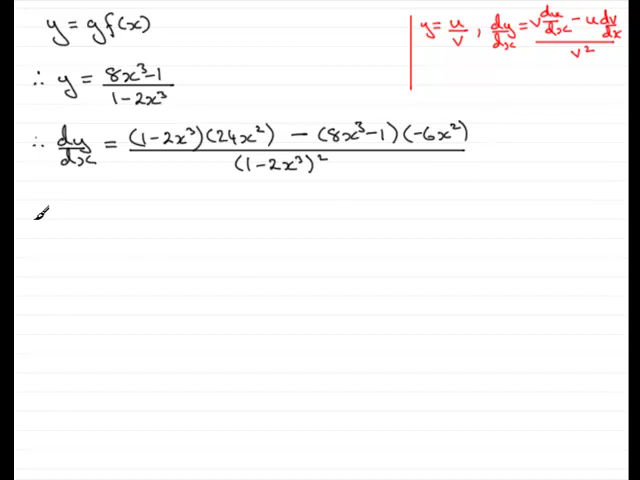 y = gf(x)
y = u/v , dy/dx = (v du/dx − u dv/dx)/v²
∴ y = (8x³−1)/(1−2x³)
∴ dy/dx = ((1−2x³)(24x²) − (8x³−1)(−6x²))/(1−2x³)²